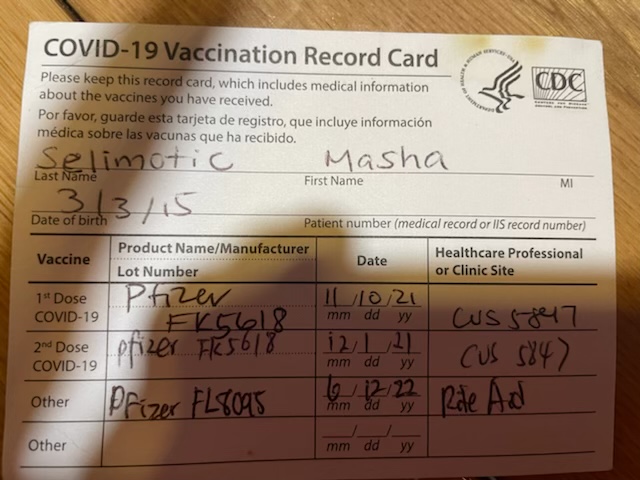 COVID-19 Vaccination Record Card
Please keep this record card, which includes medical information
about the vaccines you have received.
Por favor, guarde esta tarjeta de registro, que incluye información
médica sobre las vacunas que ha recibido.
CDC
Selimotic Masha
Last Name First Name MI
3/3/15
Date of birth Patient number (medical record or IIS record number)
Vaccine Product Name/Manufacturer Date Healthcare Professional
Lot Number or Clinic Site
1st Dose Pfizer 11/10/21
COVID-19 FK5618 mm dd yy CVS 5847
2nd Dose pfizer FK5618 12/1/21 CVS 5847
COVID-19 mm dd yy
Other Pfizer FL8095 6/12/22 Rite Aid
mm dd yy
Other / /
mm dd yy